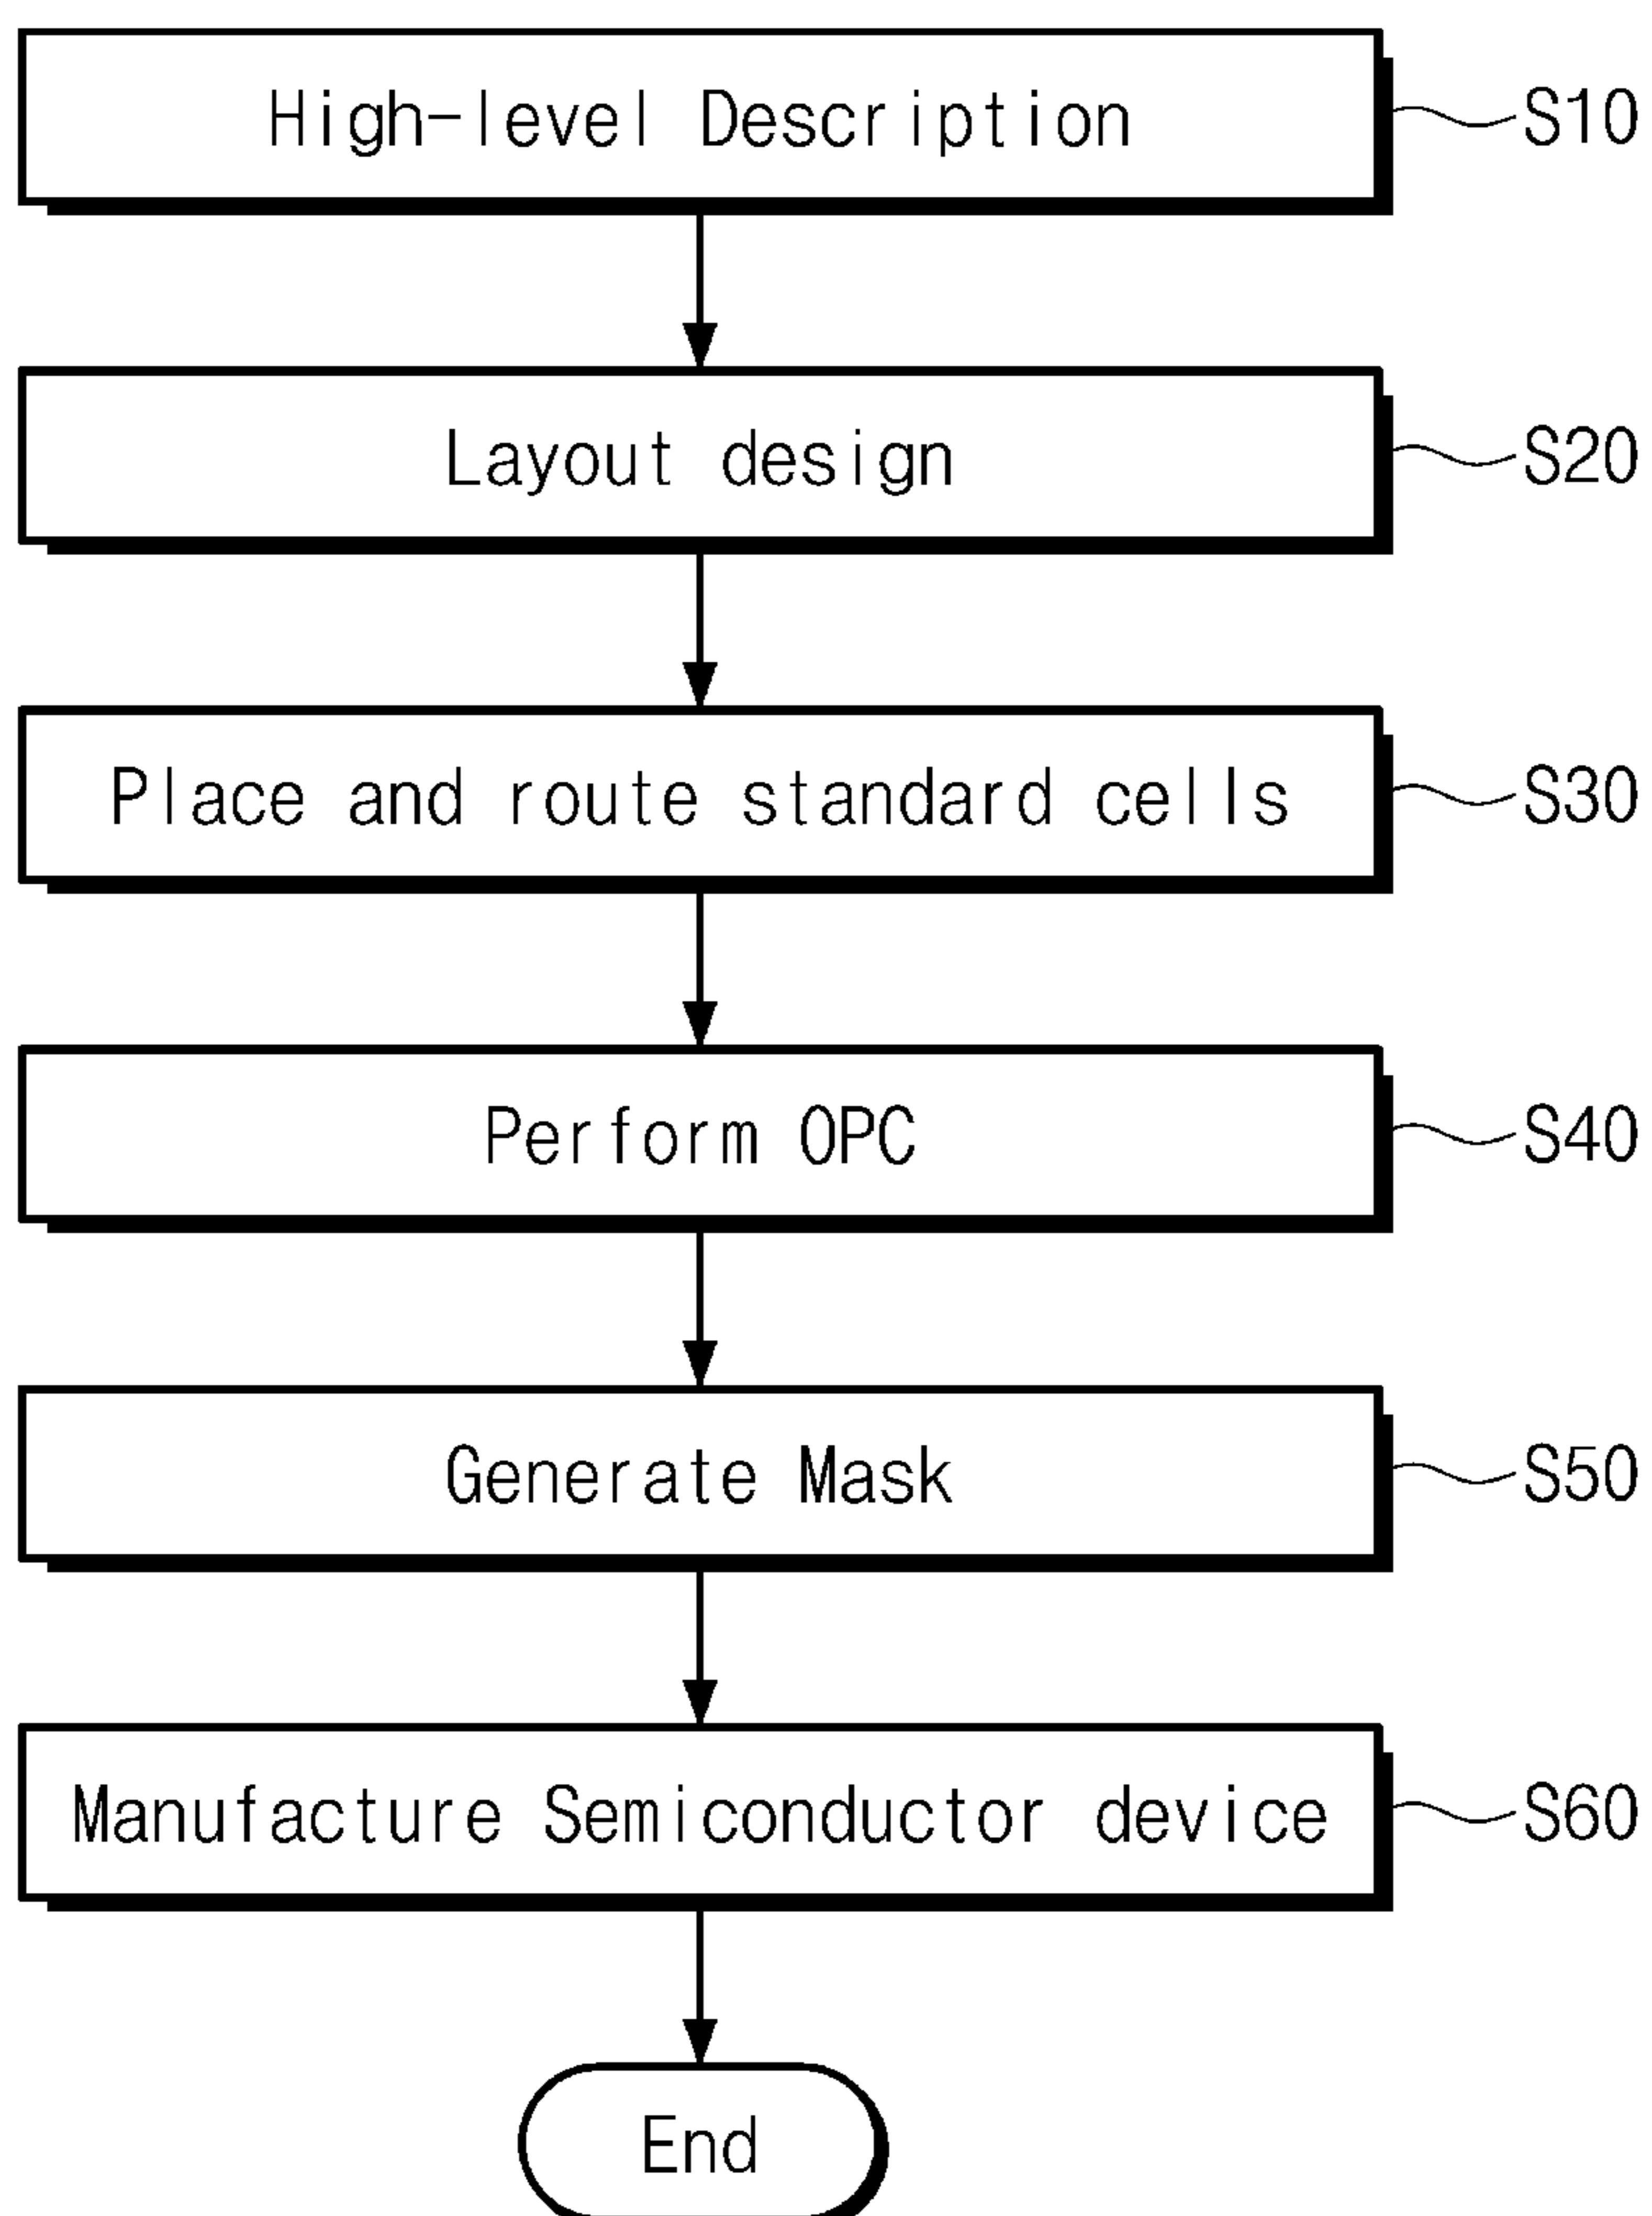 High-level Description
S10
Layout design
S20
Place and route standard cells
S30
Perform OPC
S40
Generate Mask
S50
Manufacture Semiconductor device
S60
End